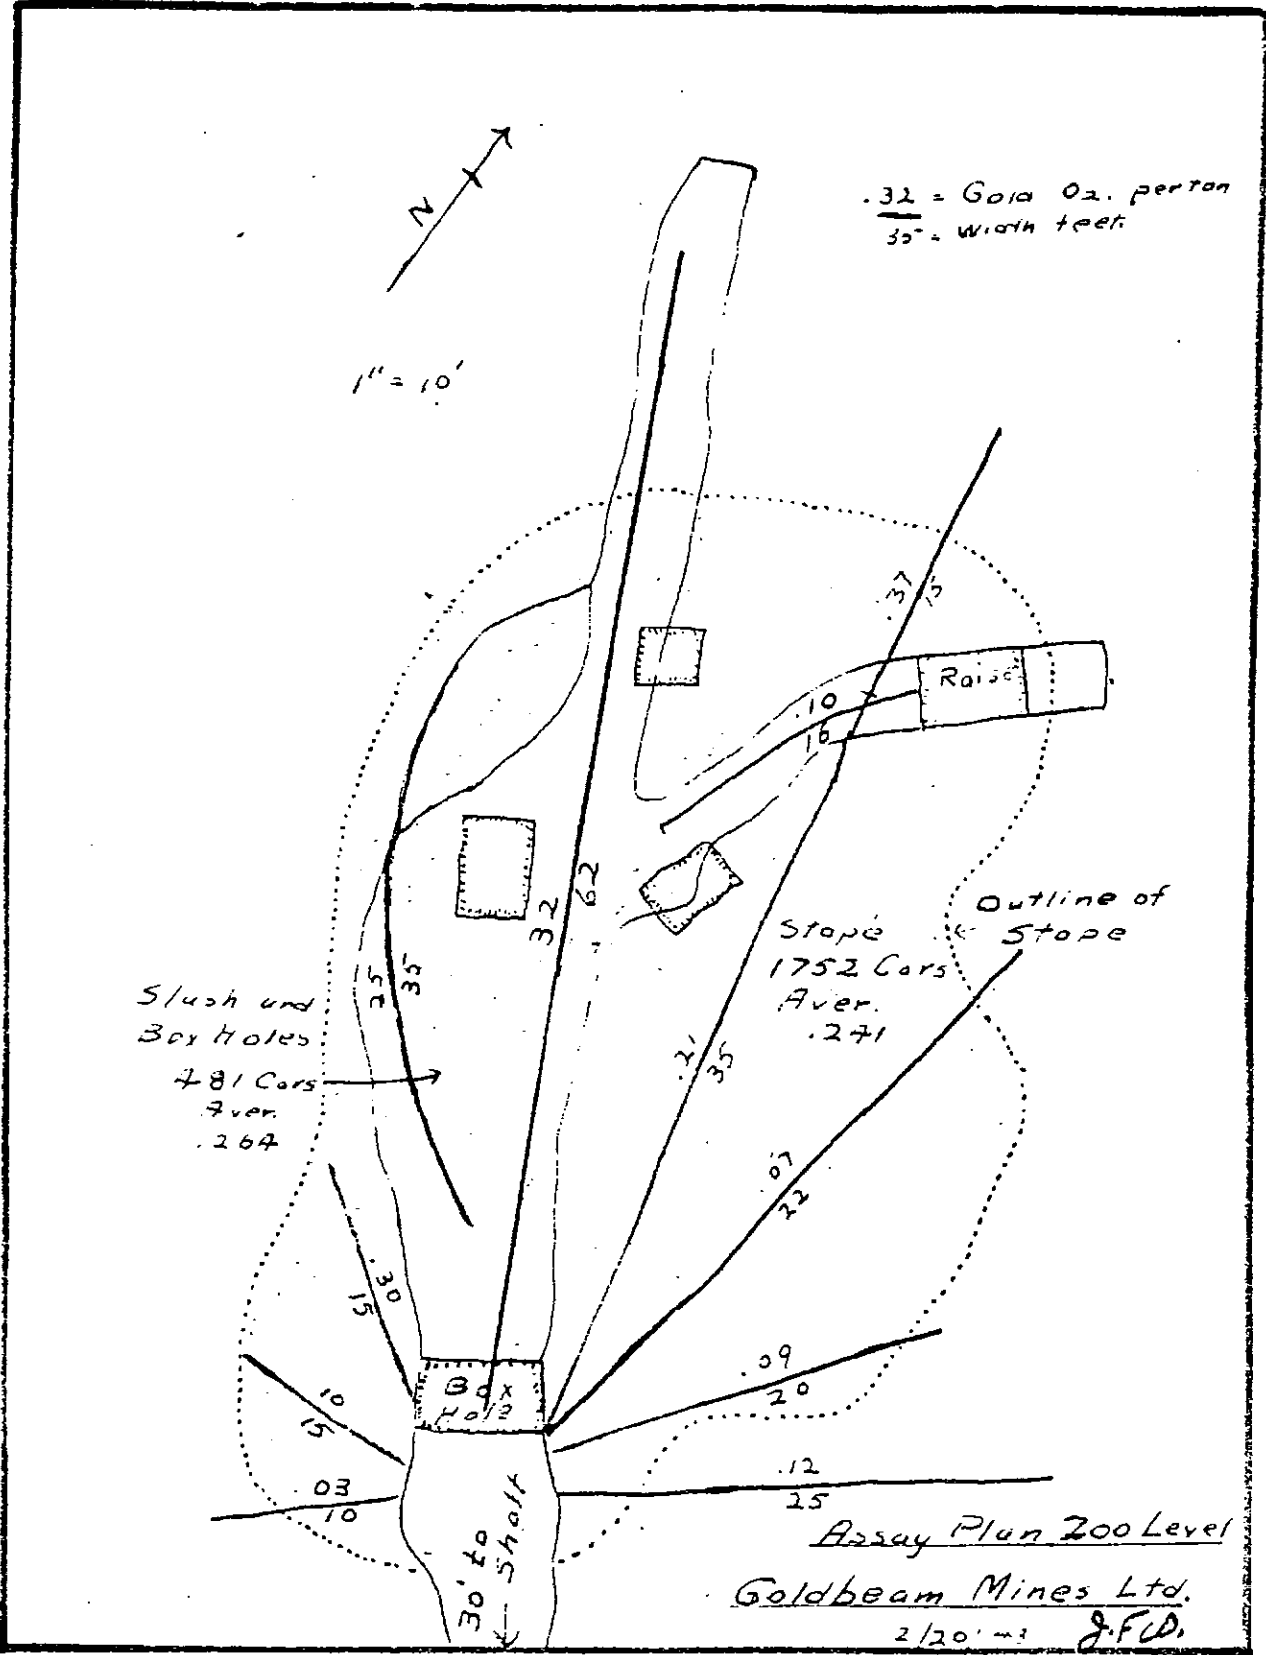 N
.32 = Gold Oz. per ton
35 = Width feet.
1" = 10'
.37
15
Raise
.10
16
32
62
25
35
Outline of
Stope
Stope
1752 Cars
Aver.
.241
Slush and
Box Holes
481 Cars
Aver.
.264
.21
35
.07
22
.30
15
.09
20
Box
Hole
10
15
.03
10
.12
25
30' to
Shaft
Assay Plan 200 Level
Goldbeam Mines Ltd.
2/20